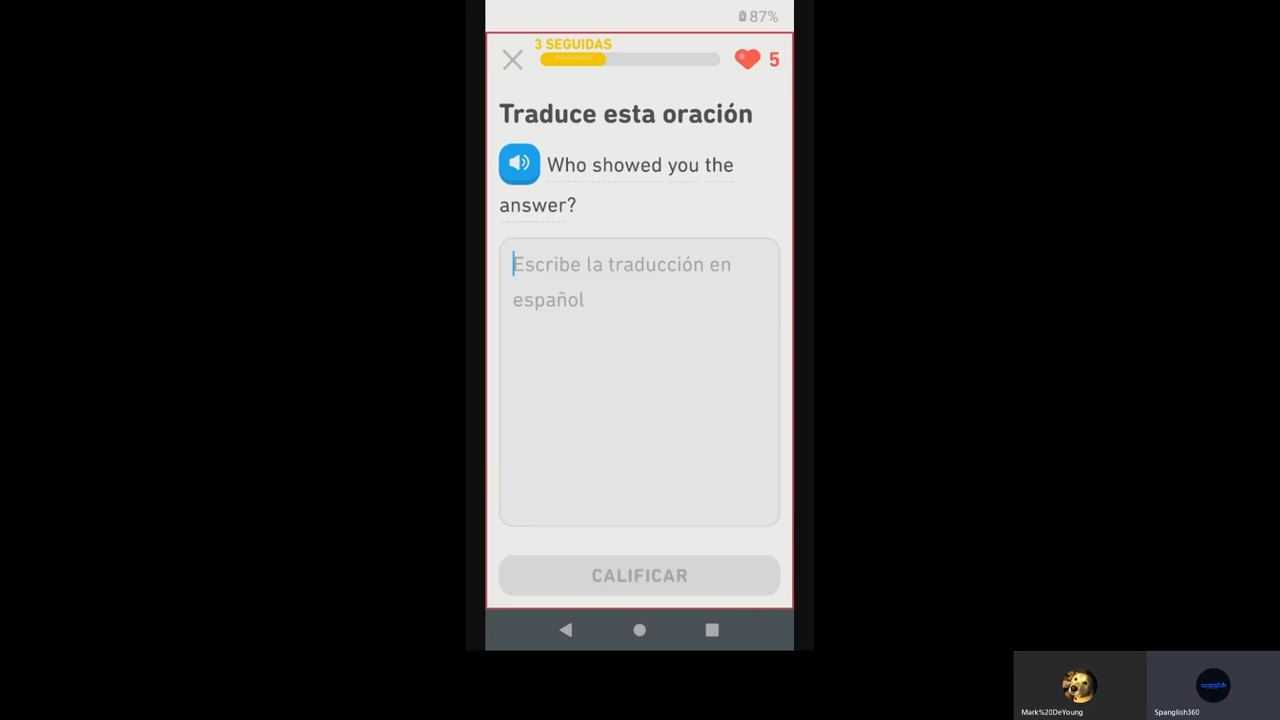 87%
3 SEGUIDAS
5
Traduce esta oración
Who showed you the
answer?
Escribe la traducción en
español
CALIFICAR
Mark%20DeYoung
Spanglish360